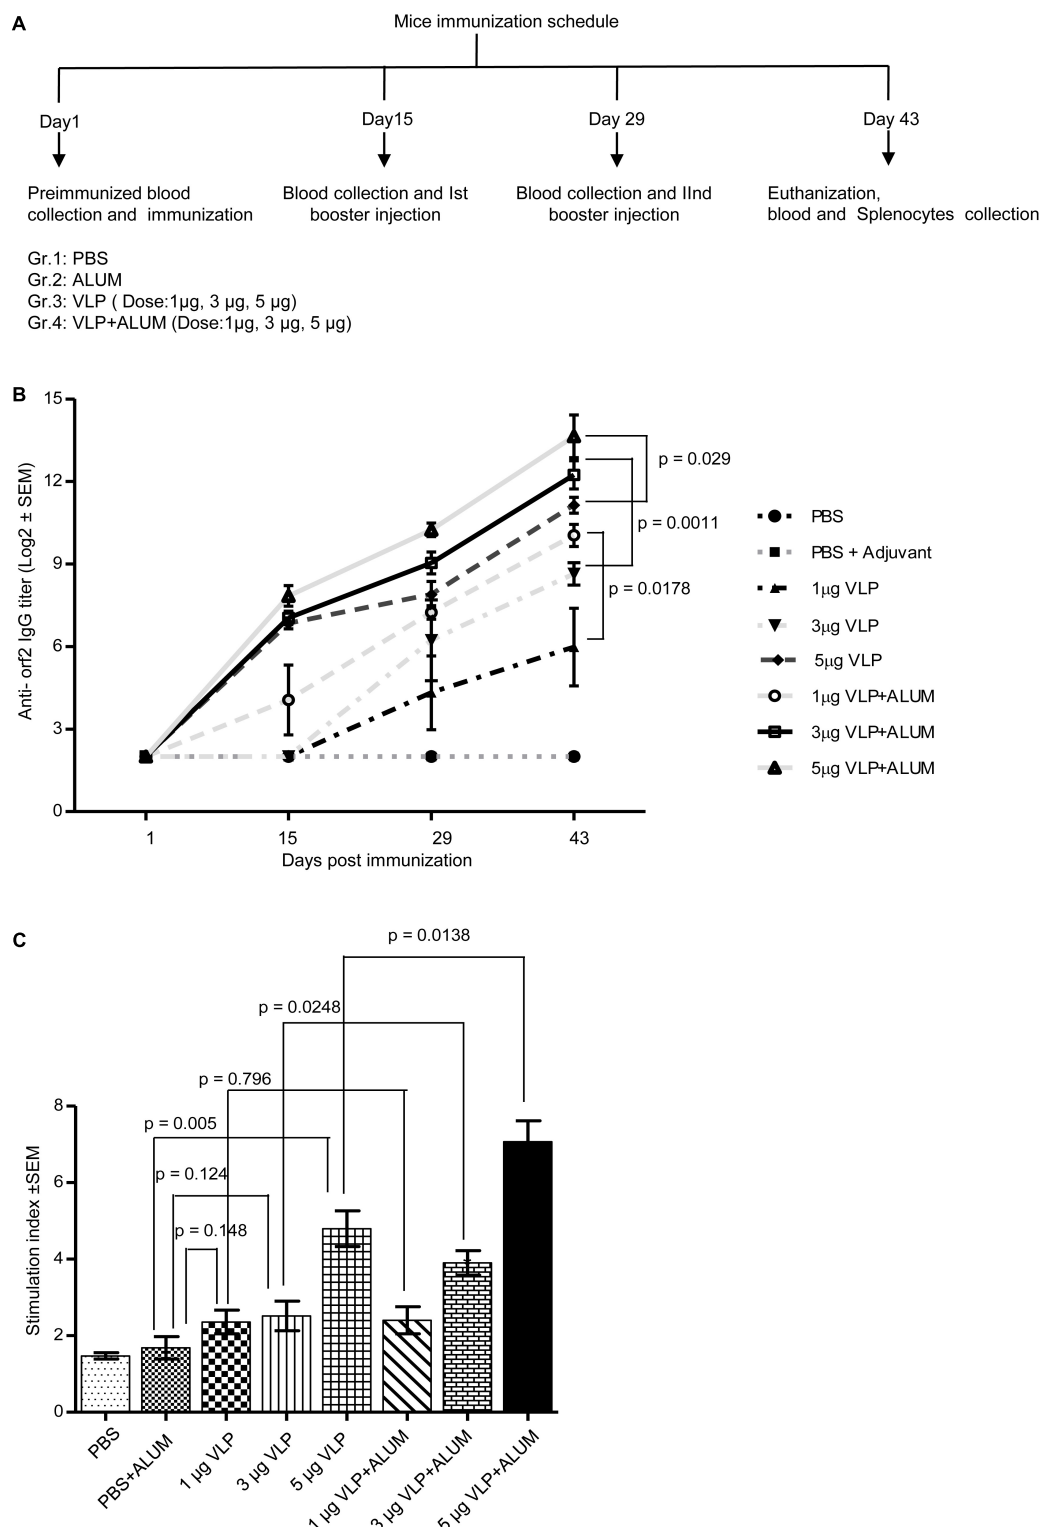 A
Mice immunization schedule
Day1
Day15
Day 29
Day 43
Preimmunized blood
collection and immunization
Blood collection and Ist
booster injection
Blood collection and IInd
booster injection
Euthanization,
blood and Splenocytes collection
Gr.1: PBS
Gr.2: ALUM
Gr.3: VLP ( Dose:1µg, 3 µg, 5 µg)
Gr.4: VLP+ALUM (Dose:1µg, 3 µg, 5 µg)
B
Anti- orf2 IgG titer (Log2 ± SEM)
15
12
9
6
3
0
1
15
29
43
Days post immunization
p = 0.029
p = 0.0011
p = 0.0178
PBS
PBS + Adjuvant
1µg VLP
3µg VLP
5µg VLP
1µg VLP+ALUM
3µg VLP+ALUM
5µg VLP+ALUM
C
p = 0.0138
p = 0.0248
p = 0.796
p = 0.005
p = 0.124
p = 0.148
Stimulation index ±SEM
8
6
4
2
0
PBS
PBS+ALUM
1 µg VLP
3 µg VLP
5 µg VLP
1 µg VLP+ALUM
3 µg VLP+ALUM
5 µg VLP+ALUM